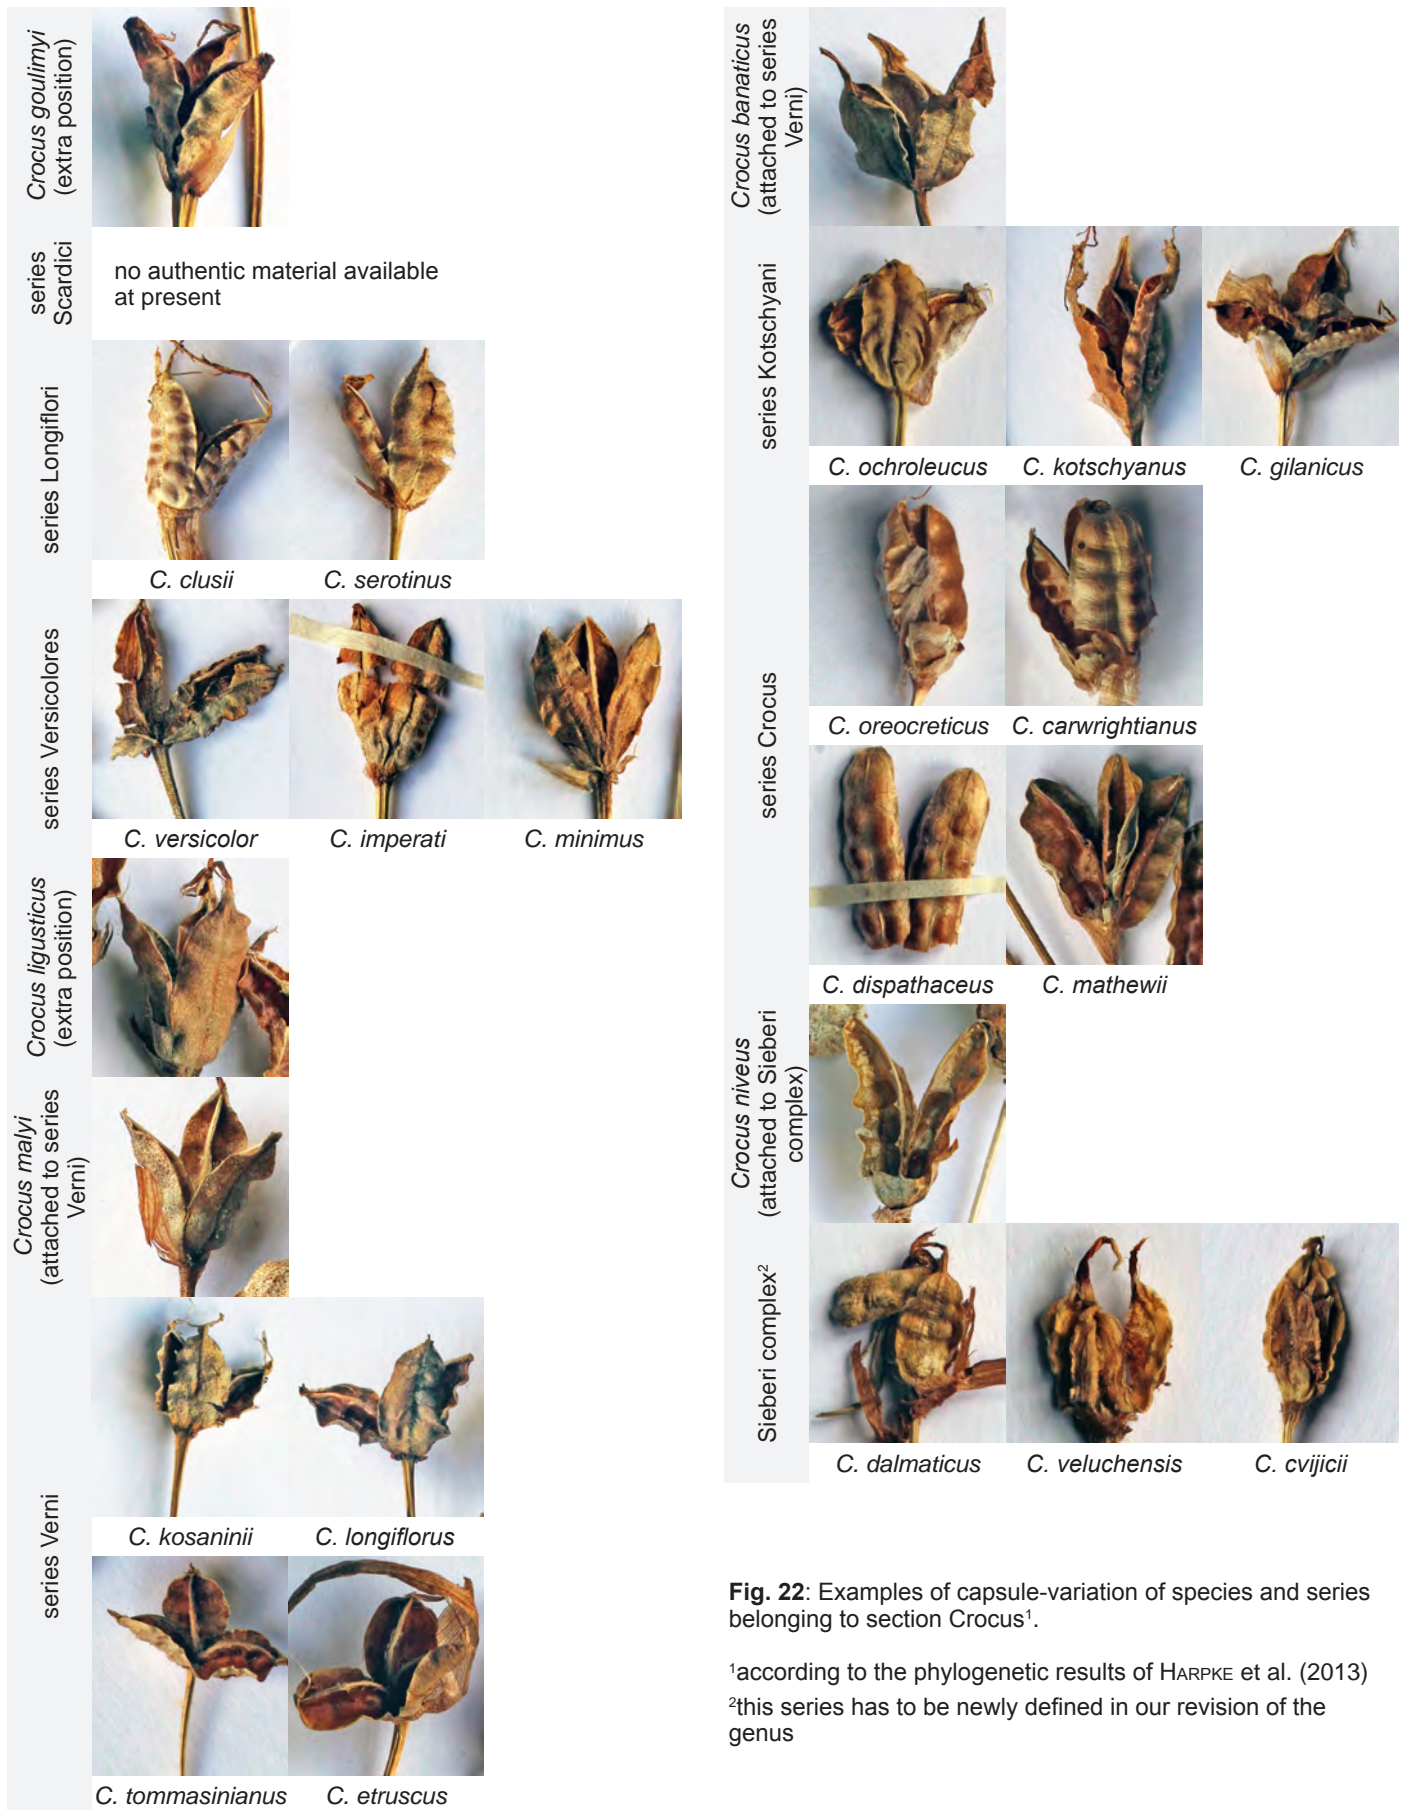 Crocus goulimyi
(extra position)
series
Scardici
no authentic material available
at present
series Longiflori
C. clusii
C. serotinus
series Versicolores
C. versicolor
C. imperati
C. minimus
Crocus ligusticus
(extra position)
Crocus malyi
(attached to series
Verni)
series Verni
C. kosaninii
C. longiflorus
C. tommasinianus
C. etruscus
Crocus banaticus
(attached to series
Verni)
series Kotschyani
C. ochroleucus
C. kotschyanus
C. gilanicus
series Crocus
C. oreocreticus
C. carwrightianus
C. dispathaceus
C. mathewii
Crocus niveus
(attached to Sieberi
complex)
Sieberi complex²
C. dalmaticus
C. veluchensis
C. cvijicii
Fig. 22: Examples of capsule-variation of species and series
belonging to section Crocus¹.
¹according to the phylogenetic results of HARPKE et al. (2013)
²this series has to be newly defined in our revision of the
genus